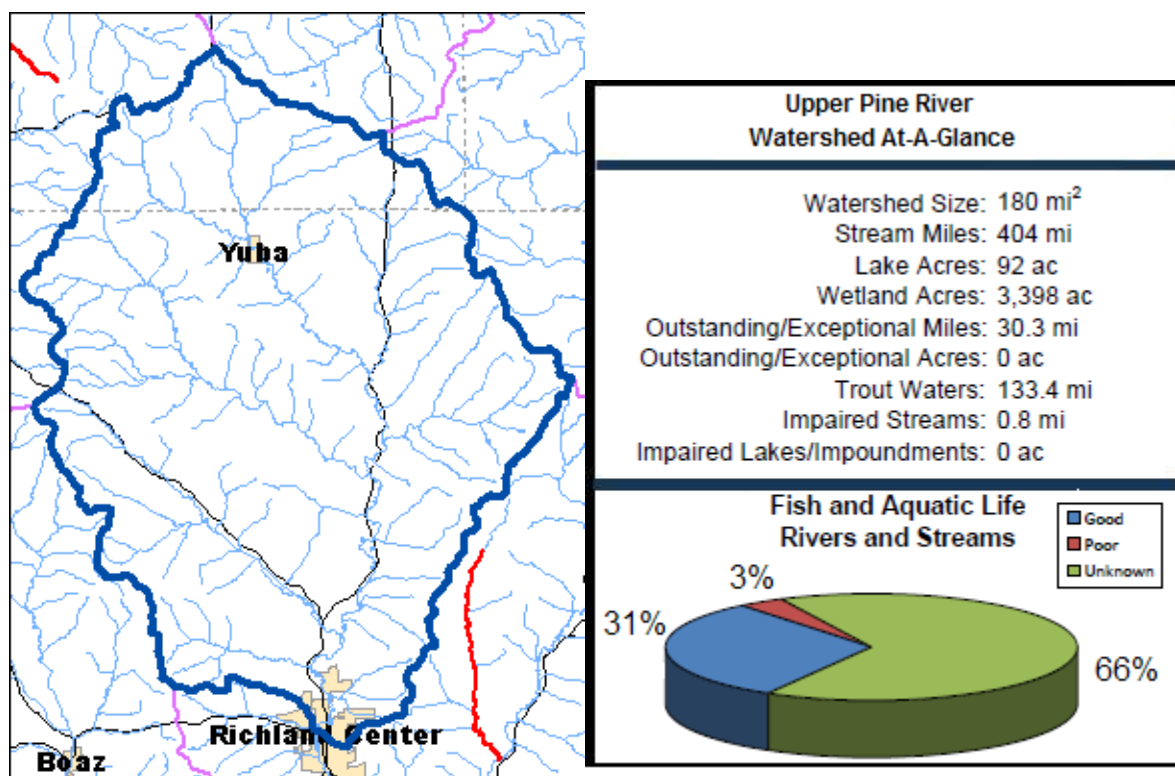 Yuba
Richland Center
Boaz
Upper Pine River
Watershed At-A-Glance
Watershed Size: 180 mi²
Stream Miles: 404 mi
Lake Acres: 92 ac
Wetland Acres: 3,398 ac
Outstanding/Exceptional Miles: 30.3 mi
Outstanding/Exceptional Acres: 0 ac
Trout Waters: 133.4 mi
Impaired Streams: 0.8 mi
Impaired Lakes/Impoundments: 0 ac
Fish and Aquatic Life
Rivers and Streams
Good
Poor
Unknown
3%
31%
66%